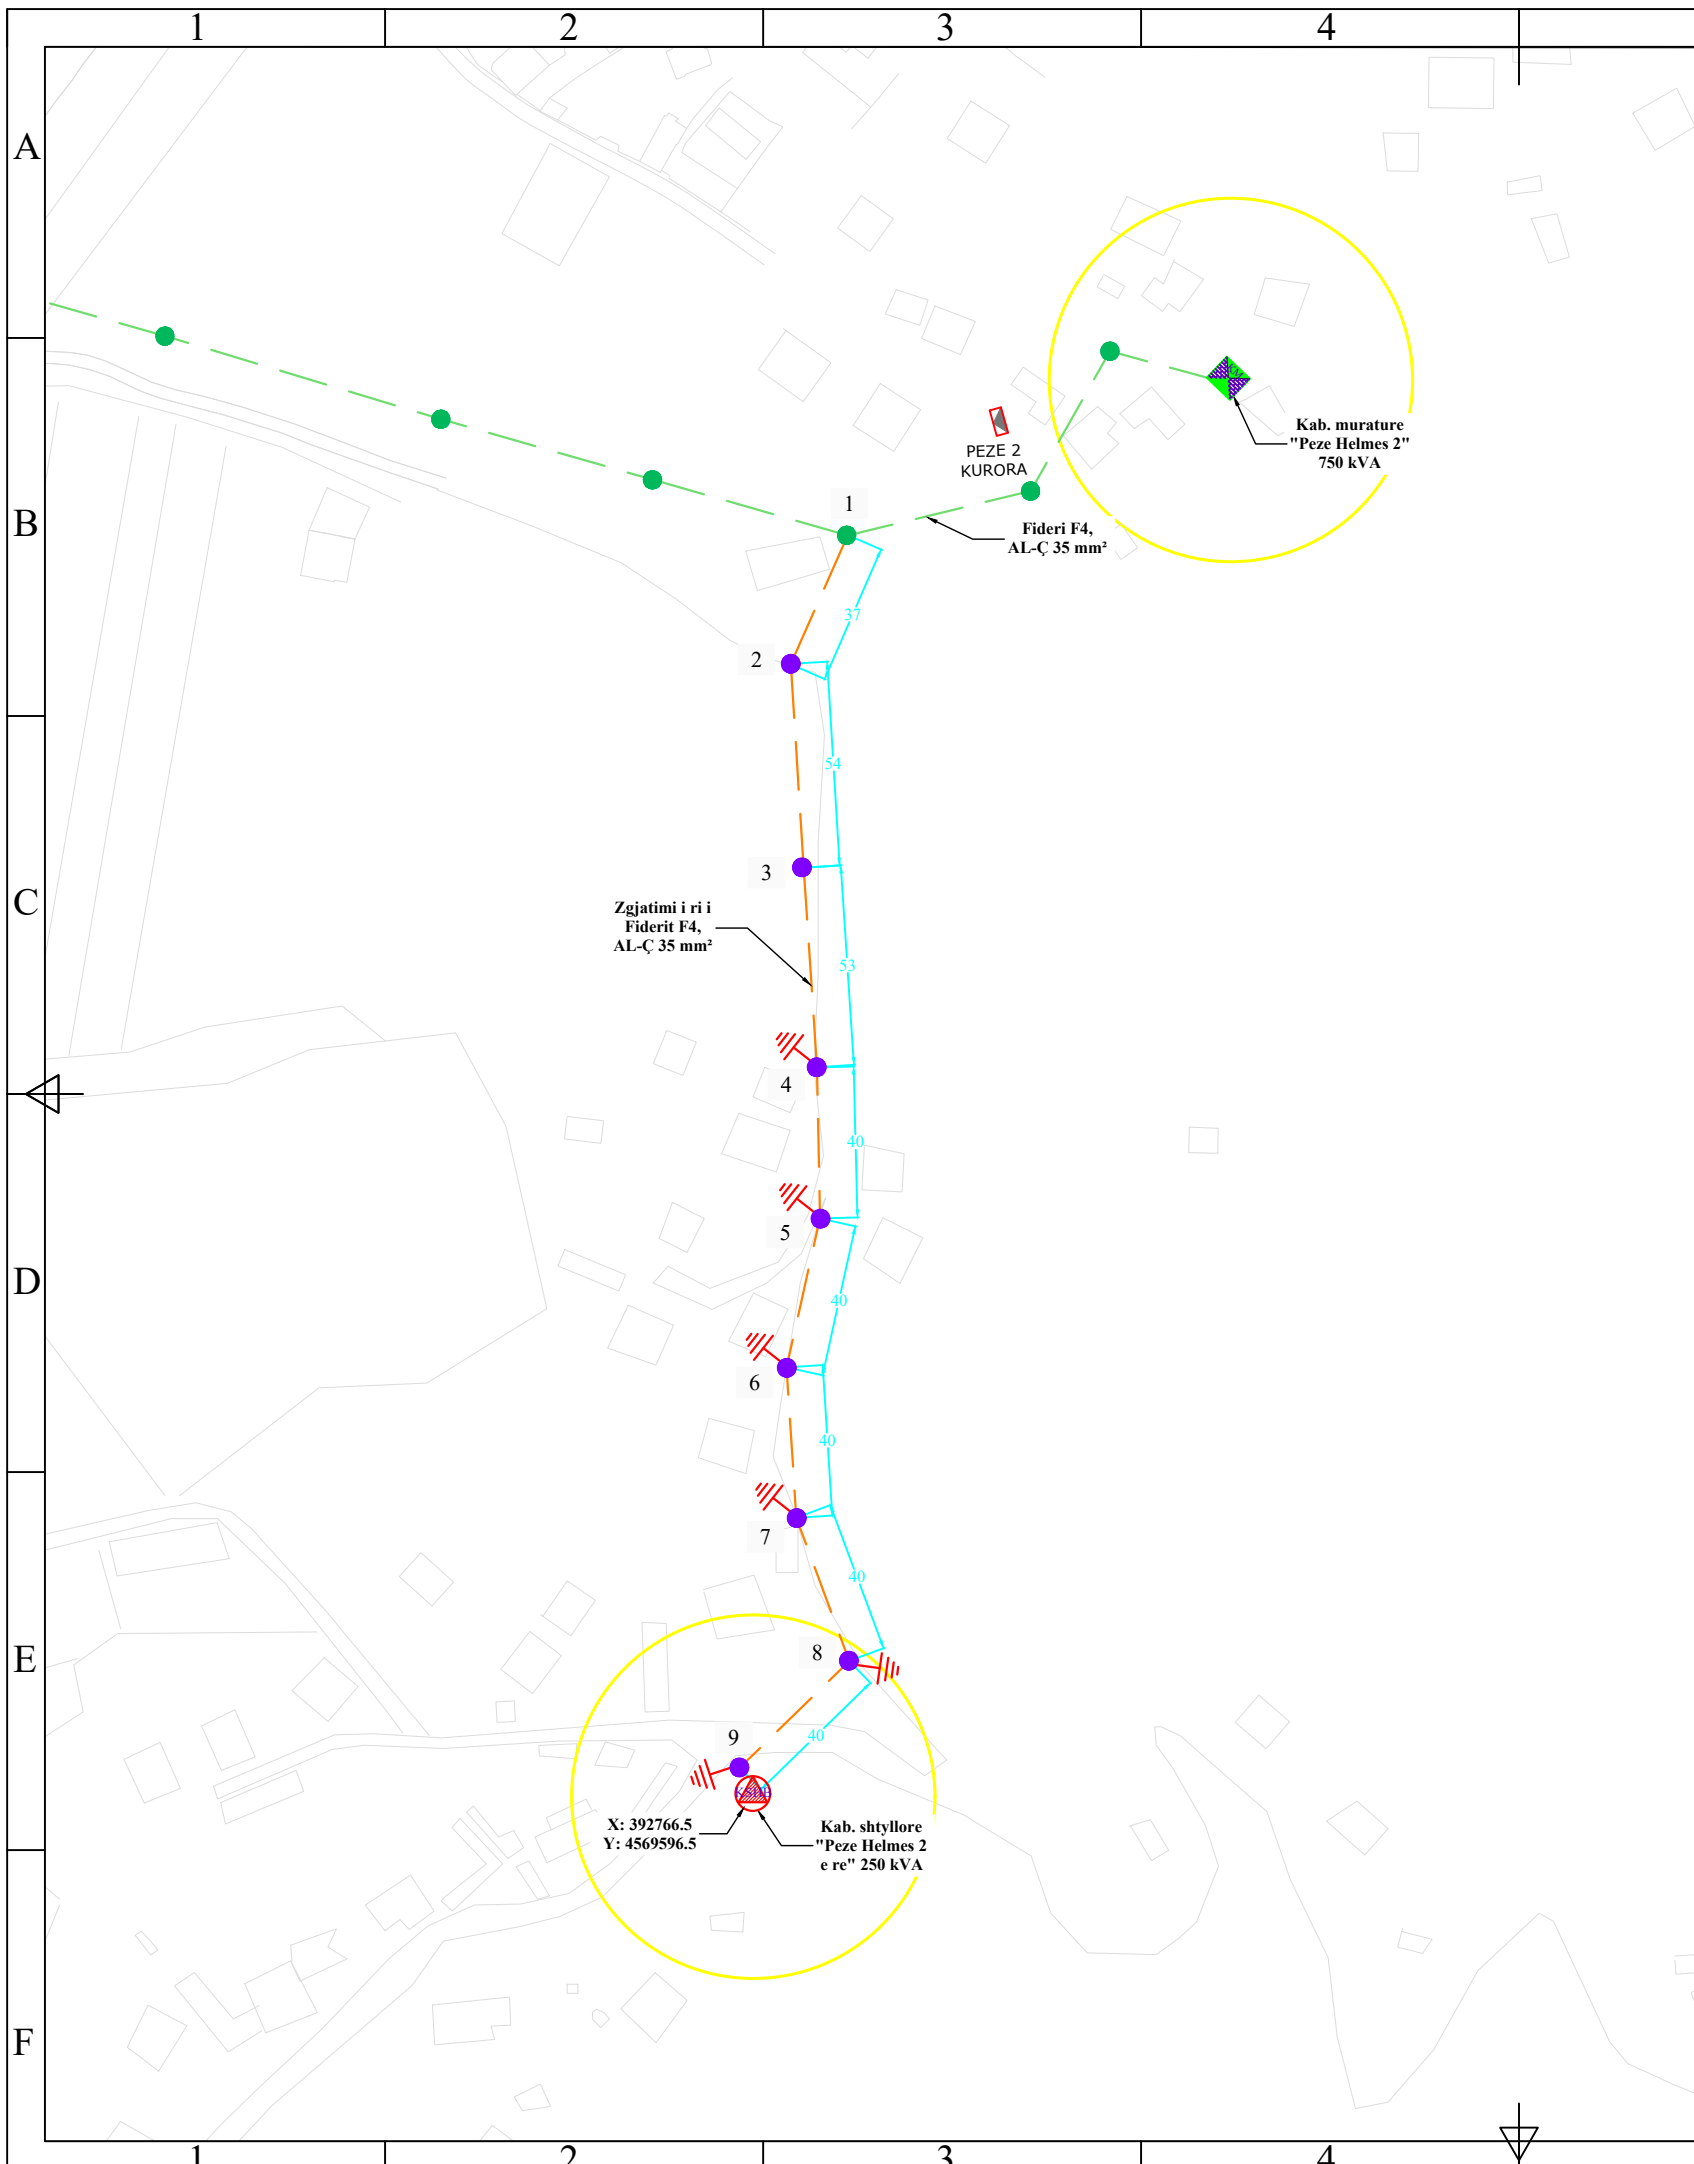 1
2
3
4
A
B
C
D
E
F
Kab. murature
"Peze Helmes 2"
750 kVA
PEZE 2
KURORA
1
Fideri F4,
AL-Ç 35 mm²
37
2
54
3
Zgjatimi i ri i
Fiderit F4,
AL-Ç 35 mm²
53
4
40
5
40
6
40
7
40
8
40
9
X: 392766.5
Y: 4569596.5
Kab. shtyllore
"Peze Helmes 2
e re" 250 kVA
1
2
3
4